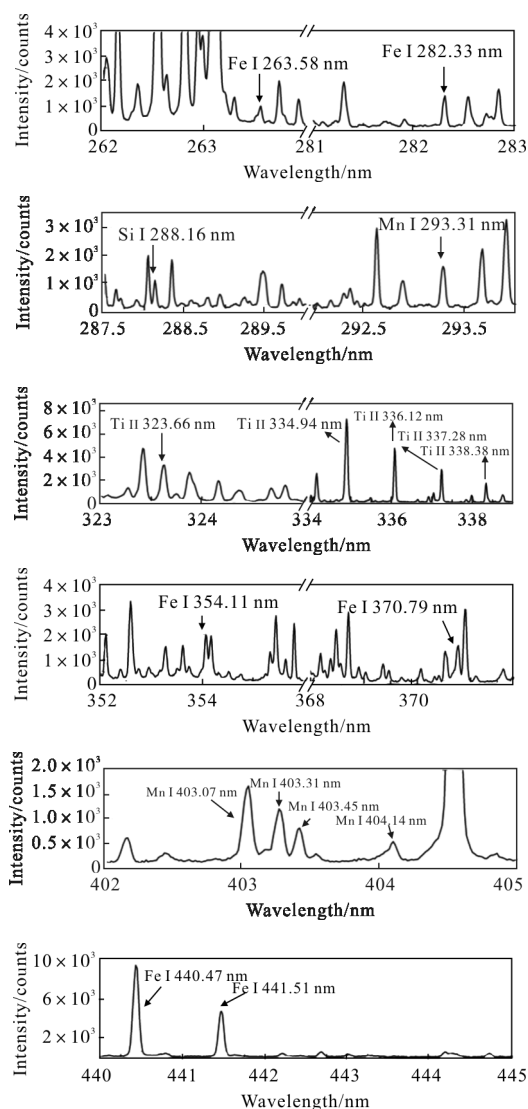 Intensity/counts
4 × 10³
3 × 10³
2 × 10³
1 × 10³
0
Fe I 263.58 nm
Fe I 282.33 nm
262 263 281 282 283
Wavelength/nm
Intensity/counts
3 × 10³
2 × 10³
1 × 10³
0
Si I 288.16 nm
Mn I 293.31 nm
287.5 288.5 289.5 292.5 293.5
Wavelength/nm
Intensity/counts
8 × 10³
6 × 10³
4 × 10³
2 × 10³
0
Ti II 323.66 nm
Ti II 334.94 nm
Ti II 336.12 nm
Ti II 337.28 nm
Ti II 338.38 nm
323 324 334 336 338
Wavelength/nm
Intensity/counts
4 × 10³
3 × 10³
2 × 10³
1 × 10³
0
Fe I 354.11 nm
Fe I 370.79 nm
352 354 368 370
Wavelength/nm
Intensity/counts
2.0 × 10³
1.5 × 10³
1.0 × 10³
0.5 × 10³
0
Mn I 403.07 nm
Mn I 403.31 nm
Mn I 403.45 nm
Mn I 404.14 nm
402 403 404 405
Wavelength/nm
Intensity/counts
10 × 10³
6 × 10³
2 × 10³
Fe I 440.47 nm
Fe I 441.51 nm
440 441 442 443 444 445
Wavelength/nm